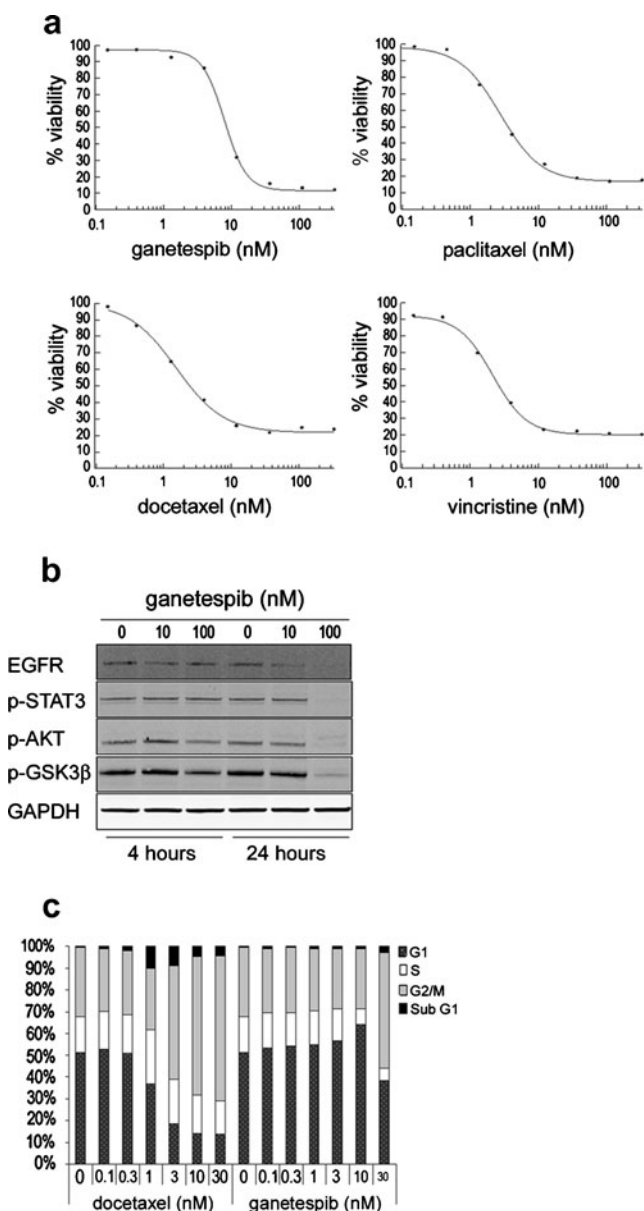 a
100
90
80
70
60
50
40
30
20
10
0
% viability
0.1 1 10 100
ganetespib (nM)
100
90
80
70
60
50
40
30
20
10
0
% viability
0.1 1 10 100
paclitaxel (nM)
100
90
80
70
60
50
40
30
20
10
0
% viability
0.1 1 10 100
docetaxel (nM)
100
90
80
70
60
50
40
30
20
10
0
% viability
0.1 1 10 100
vincristine (nM)
b
ganetespib (nM)
0 10 100 0 10 100
EGFR
p-STAT3
p-AKT
p-GSK3β
GAPDH
4 hours 24 hours
c
100%
90%
80%
70%
60%
50%
40%
30%
20%
10%
0%
G1
S
G2/M
Sub G1
0 0.1 0.3 1 3 10 30 0 0.1 0.3 1 3 10 30
docetaxel (nM) ganetespib (nM)